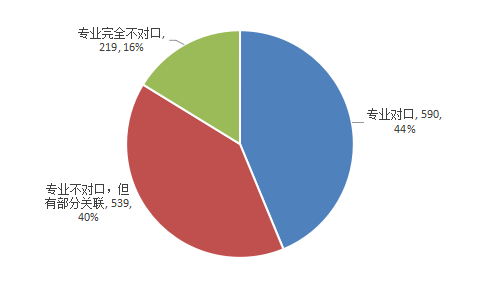 专业完全不对口,
219, 16%
专业对口, 590,
44%
专业不对口，但
有部分关联, 539,
40%